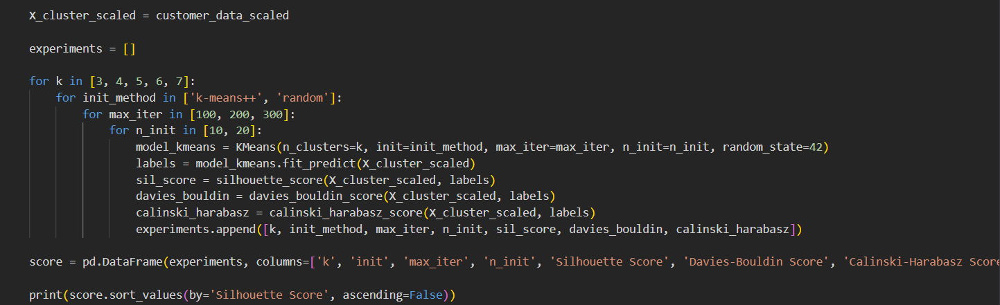 X_cluster_scaled = customer_data_scaled
experiments = []
for k in [3, 4, 5, 6, 7]:
    for init_method in ['k-means++', 'random']:
        for max_iter in [100, 200, 300]:
            for n_init in [10, 20]:
                model_kmeans = KMeans(n_clusters=k, init=init_method, max_iter=max_iter, n_init=n_init, random_state=42)
                labels = model_kmeans.fit_predict(X_cluster_scaled)
                sil_score = silhouette_score(X_cluster_scaled, labels)
                davies_bouldin = davies_bouldin_score(X_cluster_scaled, labels)
                calinski_harabasz = calinski_harabasz_score(X_cluster_scaled, labels)
                experiments.append([k, init_method, max_iter, n_init, sil_score, davies_bouldin, calinski_harabasz])
score = pd.DataFrame(experiments, columns=['k', 'init', 'max_iter', 'n_init', 'Silhouette Score', 'Davies-Bouldin Score', 'Calinski-Harabasz Score
print(score.sort_values(by='Silhouette Score', ascending=False))